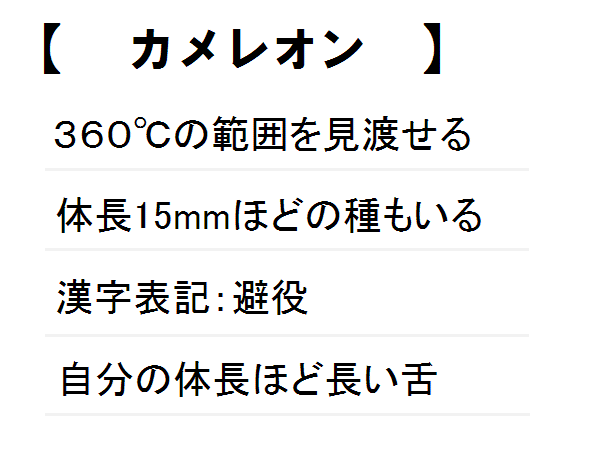 【 カメレオン 】
３６０℃の範囲を見渡せる
体長15mmほどの種もいる
漢字表記：避役
自分の体長ほど長い舌